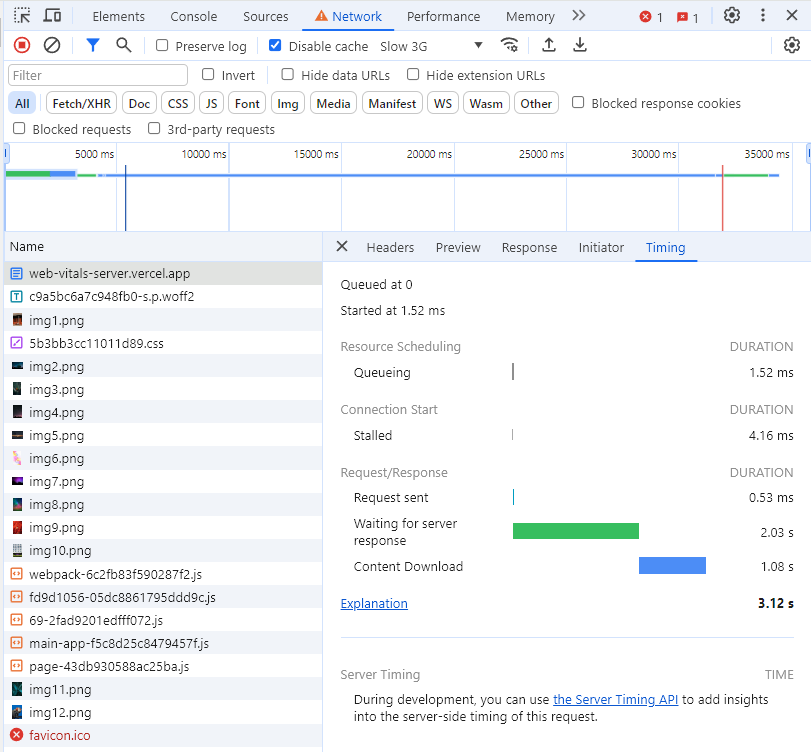 Elements Console Sources Network Performance Memory 1 1
Preserve log Disable cache Slow 3G
Filter Invert Hide data URLs Hide extension URLs
All Fetch/XHR Doc CSS JS Font Img Media Manifest WS Wasm Other Blocked response cookies
Blocked requests 3rd-party requests
5000 ms 10000 ms 15000 ms 20000 ms 25000 ms 30000 ms 35000 ms
Name
web-vitals-server.vercel.app
c9a5bc6a7c948fb0-s.p.woff2
img1.png
5b3bb3cc11011d89.css
img2.png
img3.png
img4.png
img5.png
img6.png
img7.png
img8.png
img9.png
img10.png
webpack-6c2fb83f590287f2.js
fd9d1056-05dc8861795ddd9c.js
69-2fad9201edfff072.js
main-app-f5c8d25c8479457f.js
page-43db930588ac25ba.js
img11.png
img12.png
favicon.ico
Headers Preview Response Initiator Timing
Queued at 0
Started at 1.52 ms
Resource Scheduling DURATION
Queueing 1.52 ms
Connection Start DURATION
Stalled 4.16 ms
Request/Response DURATION
Request sent 0.53 ms
Waiting for server
response 2.03 s
Content Download 1.08 s
Explanation 3.12 s
Server Timing TIME
During development, you can use the Server Timing API to add insights
into the server-side timing of this request.